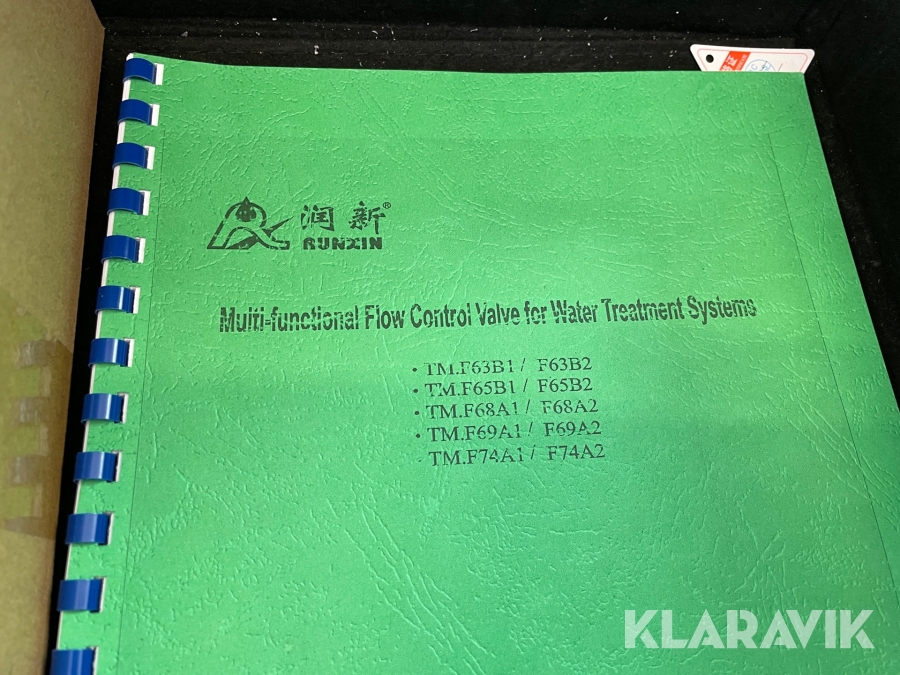 润新®
RUNXIN
Multi-functional Flow Control Valve for Water Treatment Systems
· TM.F63B1 / F63B2
· TM.F65B1 / F65B2
· TM.F68A1 / F68A2
· TM.F69A1 / F69A2
· TM.F74A1 / F74A2
KLARAVIK